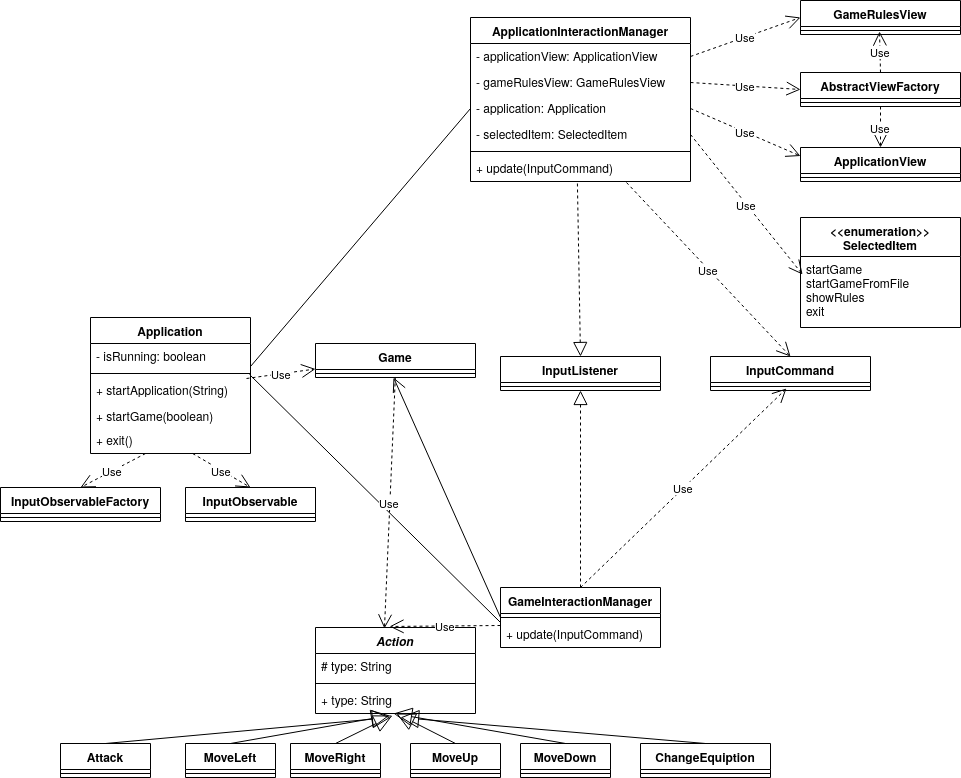 GameRulesView
ApplicationInteractionManager
- applicationView: ApplicationView
- gameRulesView: GameRulesView
- application: Application
- selectedItem: SelectedItem
+ update(InputCommand)
Use
Use
AbstractViewFactory
Use
Use
Use
ApplicationView
Use
<<enumeration>>
SelectedItem
startGame
startGameFromFile
showRules
exit
Use
Application
- isRunning: boolean
+ startApplication(String)
+ startGame(boolean)
+ exit()
Use
Game
InputListener
InputCommand
Use
Use
InputObservableFactory
InputObservable
Use
Use
GameInteractionManager
+ update(InputCommand)
Use
Action
# type: String
+ type: String
Attack
MoveLeft
MoveRight
MoveUp
MoveDown
ChangeEquiption